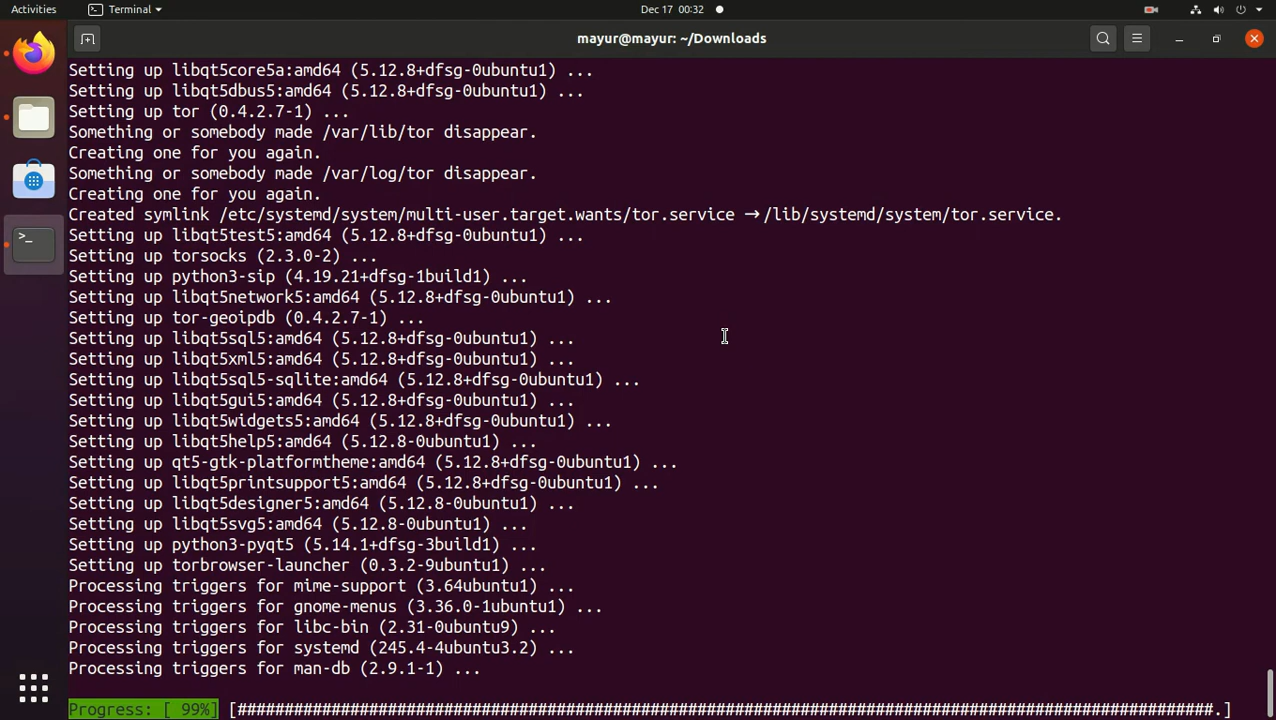 Activities
Terminal
Dec 17 00:32
mayur@mayur: ~/Downloads
Setting up libqt5core5a:amd64 (5.12.8+dfsg-0ubuntu1) ...
Setting up libqt5dbus5:amd64 (5.12.8+dfsg-0ubuntu1) ...
Setting up tor (0.4.2.7-1) ...
Something or somebody made /var/lib/tor disappear.
Creating one for you again.
Something or somebody made /var/log/tor disappear.
Creating one for you again.
Created symlink /etc/systemd/system/multi-user.target.wants/tor.service → /lib/systemd/system/tor.service.
Setting up libqt5test5:amd64 (5.12.8+dfsg-0ubuntu1) ...
Setting up torsocks (2.3.0-2) ...
Setting up python3-sip (4.19.21+dfsg-1build1) ...
Setting up libqt5network5:amd64 (5.12.8+dfsg-0ubuntu1) ...
Setting up tor-geoipdb (0.4.2.7-1) ...
Setting up libqt5sql5:amd64 (5.12.8+dfsg-0ubuntu1) ...
Setting up libqt5xml5:amd64 (5.12.8+dfsg-0ubuntu1) ...
Setting up libqt5sql5-sqlite:amd64 (5.12.8+dfsg-0ubuntu1) ...
Setting up libqt5gui5:amd64 (5.12.8+dfsg-0ubuntu1) ...
Setting up libqt5widgets5:amd64 (5.12.8+dfsg-0ubuntu1) ...
Setting up libqt5help5:amd64 (5.12.8-0ubuntu1) ...
Setting up qt5-gtk-platformtheme:amd64 (5.12.8+dfsg-0ubuntu1) ...
Setting up libqt5printsupport5:amd64 (5.12.8+dfsg-0ubuntu1) ...
Setting up libqt5designer5:amd64 (5.12.8-0ubuntu1) ...
Setting up libqt5svg5:amd64 (5.12.8-0ubuntu1) ...
Setting up python3-pyqt5 (5.14.1+dfsg-3build1) ...
Setting up torbrowser-launcher (0.3.2-9ubuntu1) ...
Processing triggers for mime-support (3.64ubuntu1) ...
Processing triggers for gnome-menus (3.36.0-1ubuntu1) ...
Processing triggers for libc-bin (2.31-0ubuntu9) ...
Processing triggers for systemd (245.4-4ubuntu3.2) ...
Processing triggers for man-db (2.9.1-1) ...
Progress: [ 99%] [########################################################################################################.]